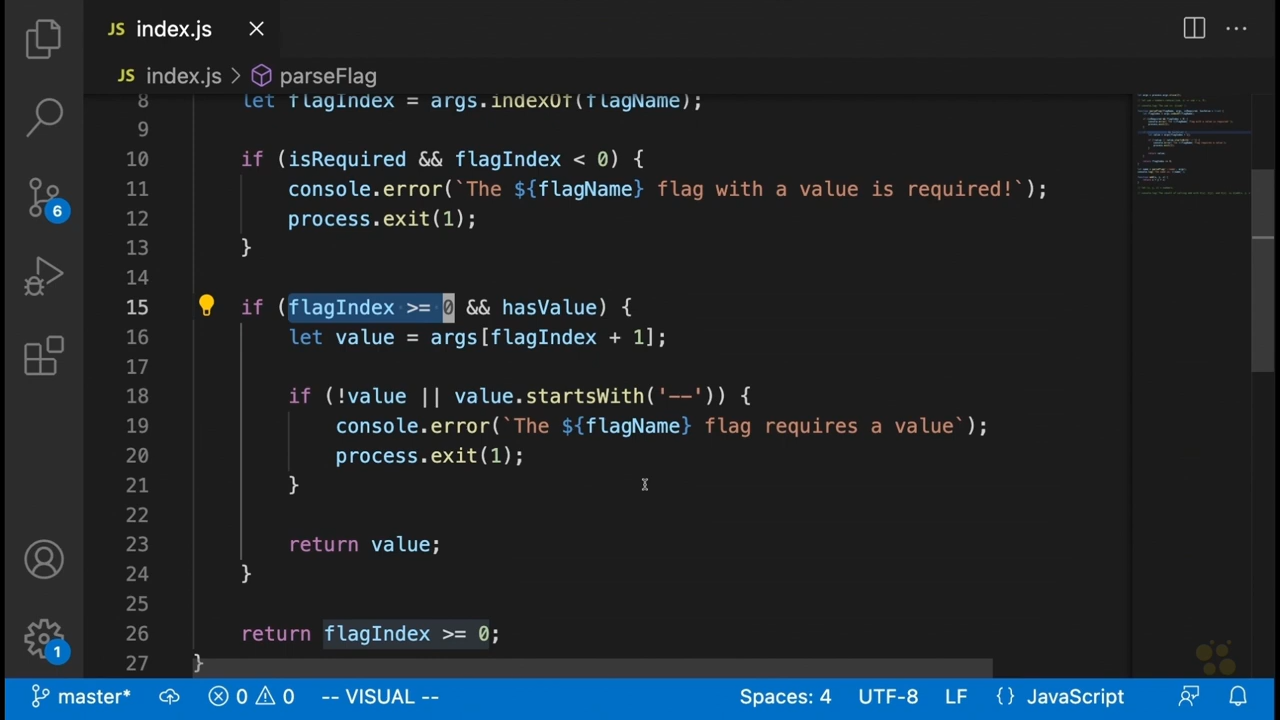 JS index.js
JS index.js > parseFlag
8 let flagIndex = args.indexOf(flagName);
9
10 if (isRequired && flagIndex < 0) {
11 console.error(`The ${flagName} flag with a value is required!`);
12 process.exit(1);
13 }
14
15 if (flagIndex >= 0 && hasValue) {
16 let value = args[flagIndex + 1];
17
18 if (!value || value.startsWith('--')) {
19 console.error(`The ${flagName} flag requires a value`);
20 process.exit(1);
21 }
22
23 return value;
24 }
25
26 return flagIndex >= 0;
27 }
6
1
master* 0 0 -- VISUAL -- Spaces: 4 UTF-8 LF {} JavaScript